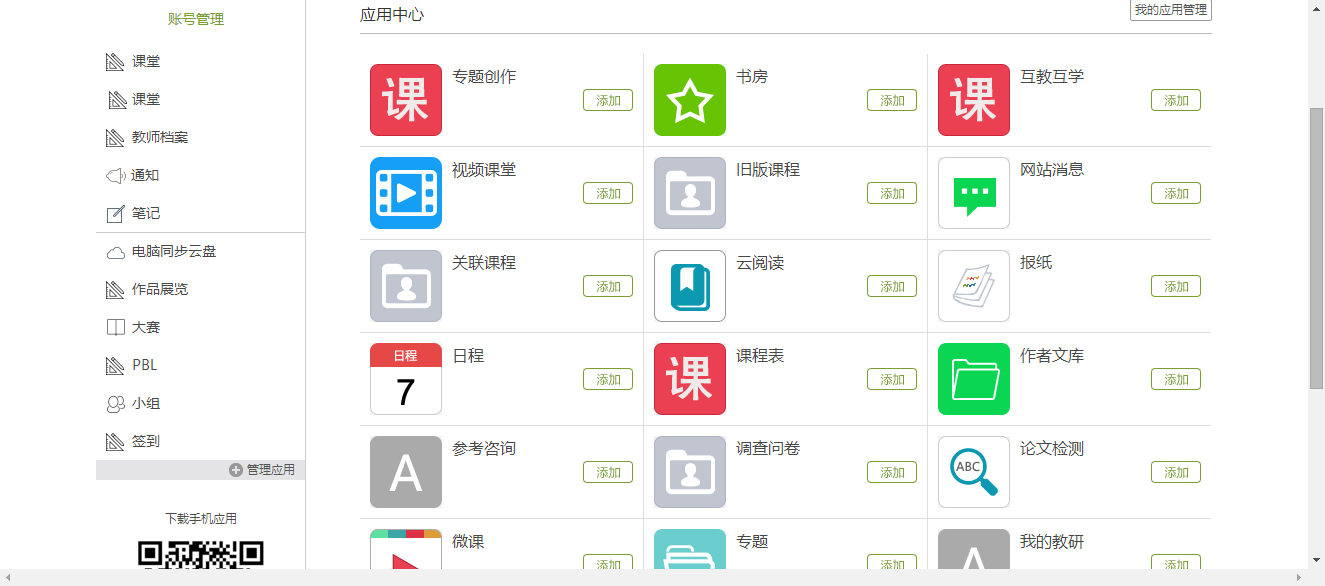 账号管理
课堂
课堂
教师档案
通知
笔记
电脑同步云盘
作品展览
大赛
PBL
小组
签到
管理应用
下载手机应用
应用中心
我的应用管理
课
专题创作
添加
书房
添加
课
互教互学
添加
视频课堂
添加
旧版课程
添加
网站消息
添加
关联课程
添加
云阅读
添加
报纸
添加
日程
7
日程
添加
课
课程表
添加
作者文库
添加
A
参考咨询
添加
调查问卷
添加
ABC
论文检测
添加
微课
添加
专题
添加
A
我的教研
添加